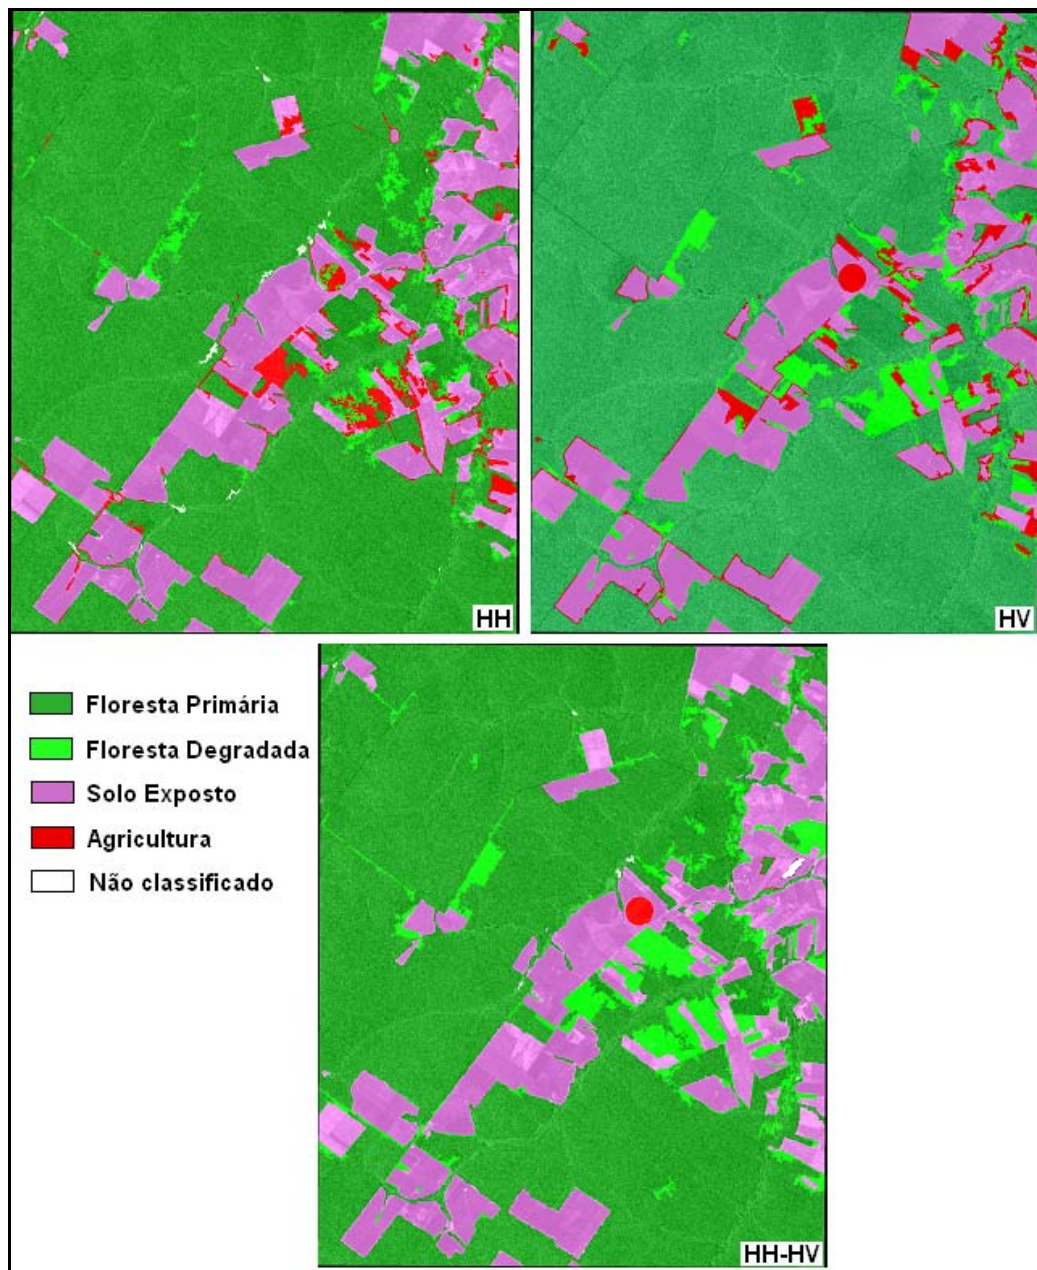 HH
HV
Floresta Primária
Floresta Degradada
Solo Exposto
Agricultura
Não classificado
HH-HV